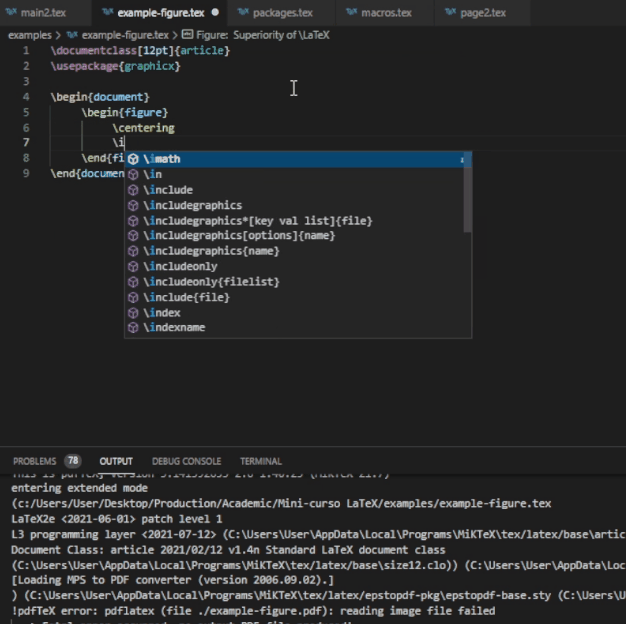 main2.tex example-figure.tex packages.tex macros.tex page2.tex
examples > example-figure.tex > Figure: Superiority of \LaTeX
1 \documentclass[12pt]{article}
2 \usepackage{graphicx}
3
4 \begin{document}
5 \begin{figure}
6 \centering
7 \i
8 \end{fi
9 \end{documen
\imath
\in
\include
\includegraphics
\includegraphics*[key val list]{file}
\includegraphics[options]{name}
\includegraphics{name}
\includeonly
\includeonly{filelist}
\include{file}
\index
\indexname
PROBLEMS 78 OUTPUT DEBUG CONSOLE TERMINAL
entering extended mode
(c:/Users/User/Desktop/Production/Academic/Mini-curso LaTeX/examples/example-figure.tex
LaTeX2e <2021-06-01> patch level 1
L3 programming layer <2021-07-12> (C:\Users\User\AppData\Local\Programs\MiKTeX\tex/latex/base\artic
Document Class: article 2021/02/12 v1.4n Standard LaTeX document class
(C:\Users\User\AppData\Local\Programs\MiKTeX\tex/latex/base\size12.clo)) (C:\Users\User\AppData\Loc
[Loading MPS to PDF converter (version 2006.09.02).]
) (C:\Users\User\AppData\Local\Programs\MiKTeX\tex/latex/epstopdf-pkg\epstopdf-base.sty (C:\Users\U
!pdfTeX error: pdflatex (file ./example-figure.pdf): reading image file failed